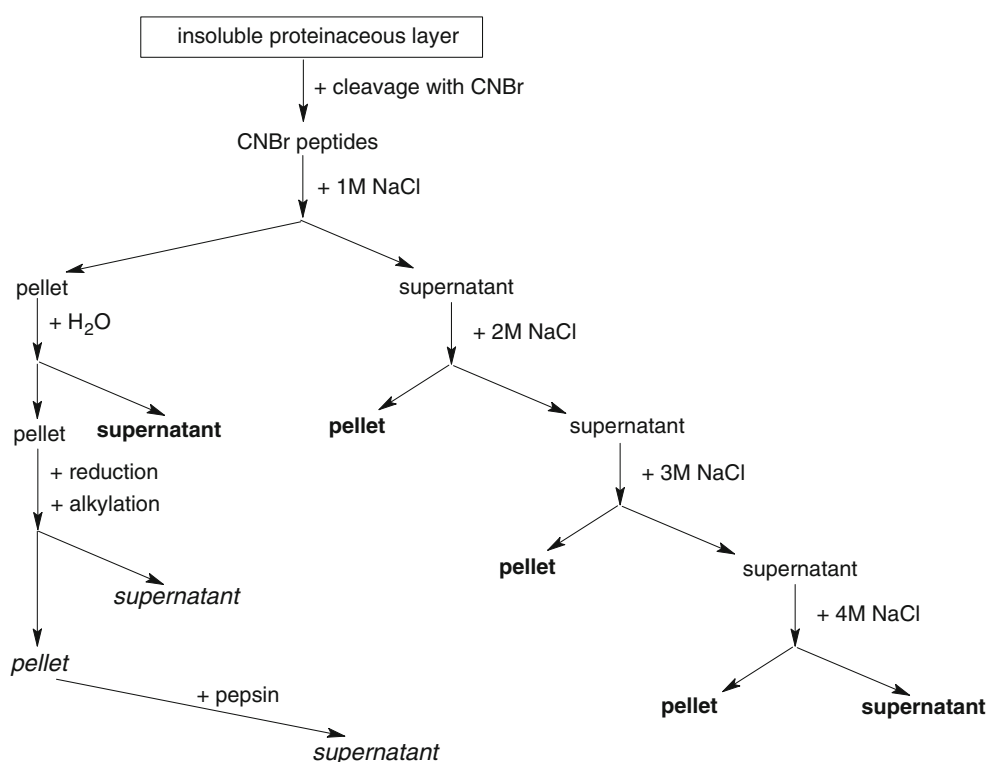 insoluble proteinaceous layer
+ cleavage with CNBr
CNBr peptides
+ 1M NaCl
pellet
supernatant
+ H₂O
+ 2M NaCl
pellet
supernatant
pellet
supernatant
+ reduction
+ alkylation
+ 3M NaCl
pellet
supernatant
supernatant
+ 4M NaCl
pellet
+ pepsin
pellet
supernatant
supernatant